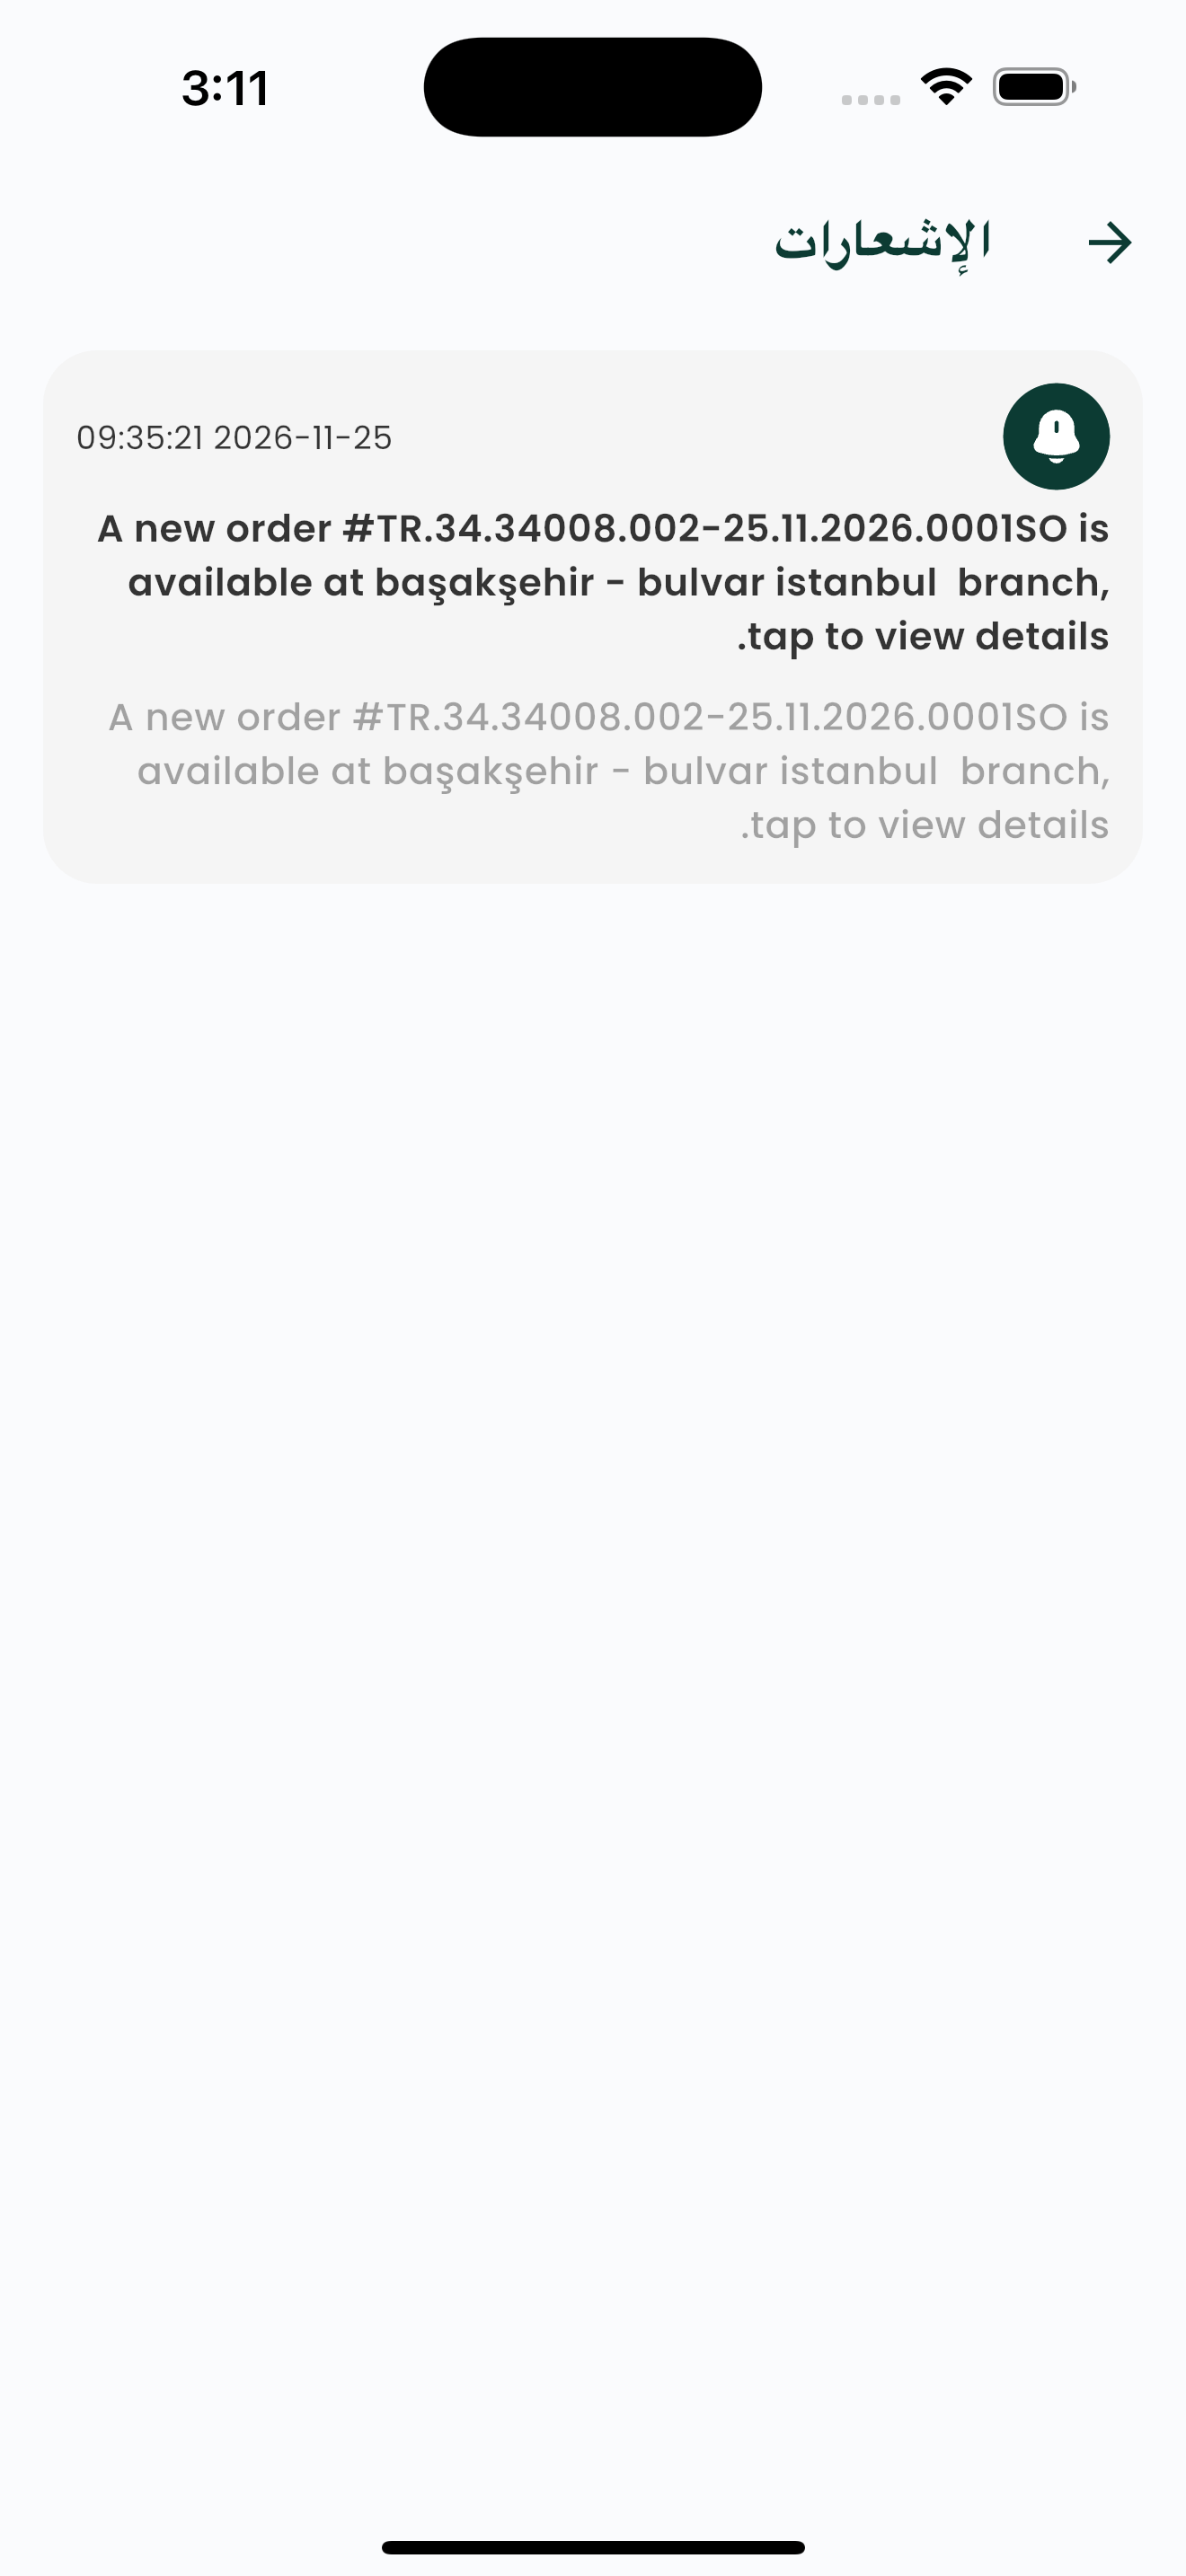 3:11
الإشعارات
09:35:21 2026-11-25
A new order #TR.34.34008.002-25.11.2026.0001SO is
available at başakşehir - bulvar istanbul  branch,
.tap to view details
A new order #TR.34.34008.002-25.11.2026.0001SO is
available at başakşehir - bulvar istanbul  branch,
.tap to view details